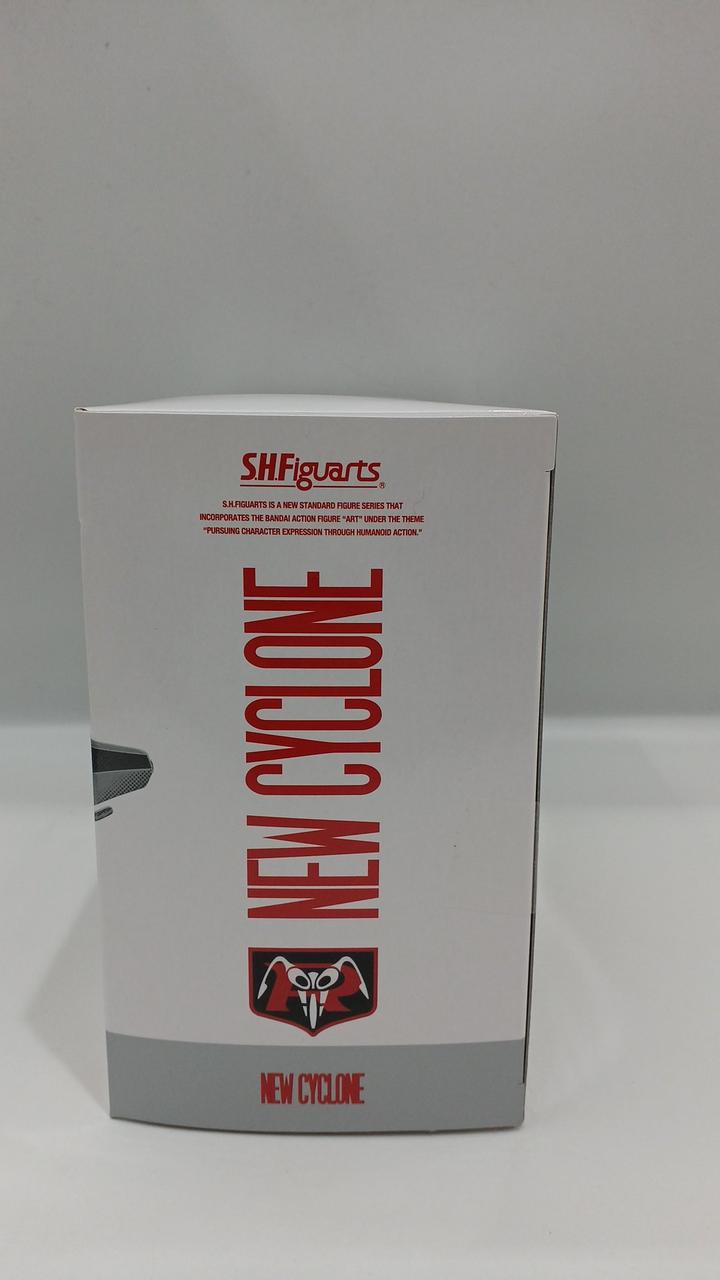 S.H.Figuarts®
S.H.FIGUARTS IS A NEW STANDARD FIGURE SERIES THAT
INCORPORATES THE BANDAI ACTION FIGURE "ART" UNDER THE THEME
"PURSUING CHARACTER EXPRESSION THROUGH HUMANOID ACTION."
NEW CYCLONE
R
NEW CYCLONE